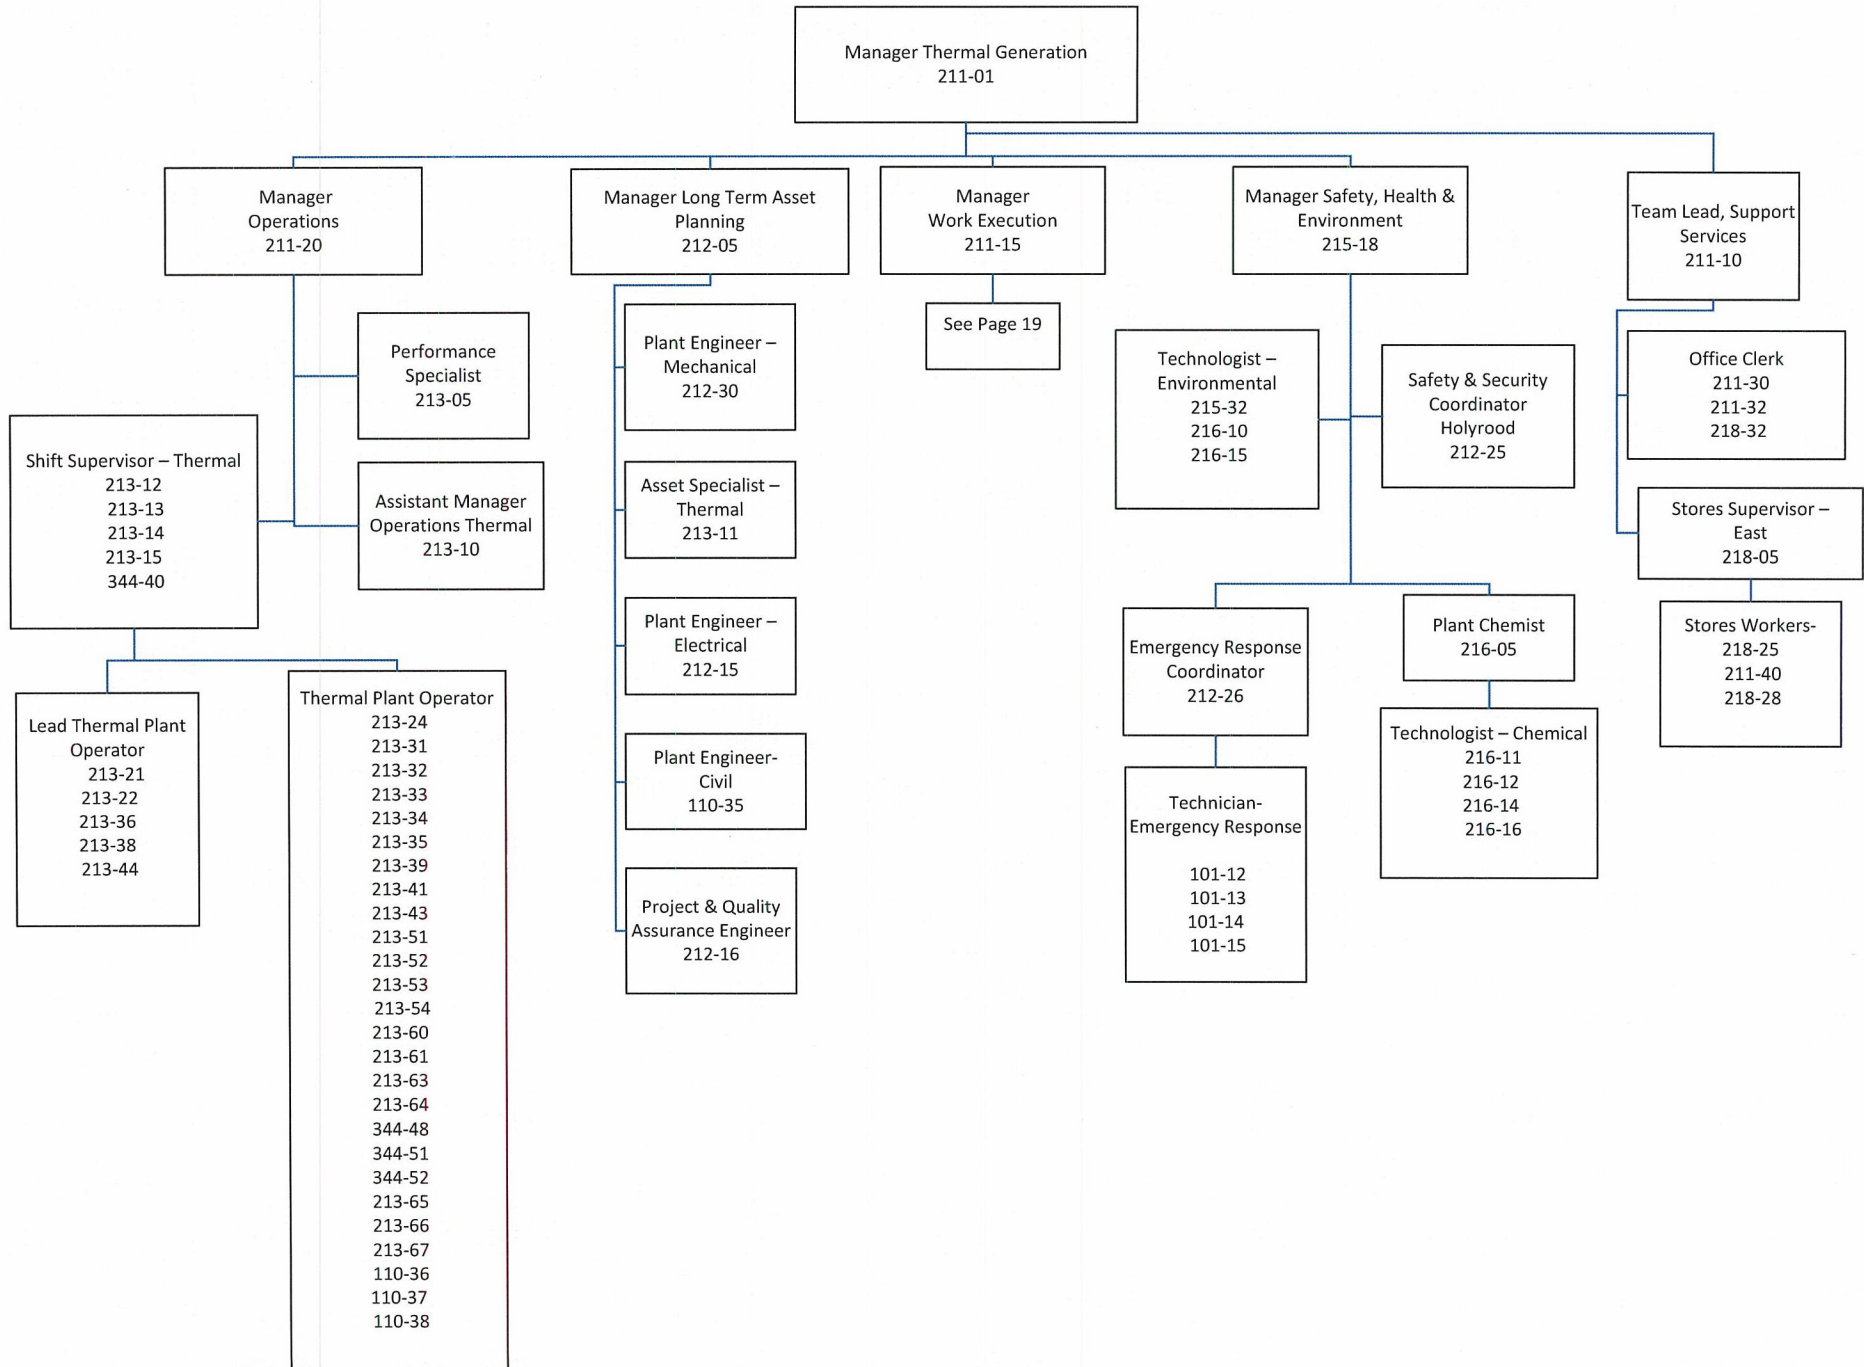 Manager Thermal Generation
211-01
Manager
Operations
211-20
Manager Long Term Asset
Planning
212-05
Manager
Work Execution
211-15
Manager Safety, Health &
Environment
215-18
Team Lead, Support
Services
211-10
Performance
Specialist
213-05
Shift Supervisor – Thermal
213-12
213-13
213-14
213-15
344-40
Assistant Manager
Operations Thermal
213-10
Lead Thermal Plant
Operator
213-21
213-22
213-36
213-38
213-44
Thermal Plant Operator
213-24
213-31
213-32
213-33
213-34
213-35
213-39
213-41
213-43
213-51
213-52
213-53
213-54
213-60
213-61
213-63
213-64
344-48
344-51
344-52
213-65
213-66
213-67
110-36
110-37
110-38
Plant Engineer –
Mechanical
212-30
Asset Specialist –
Thermal
213-11
Plant Engineer –
Electrical
212-15
Plant Engineer-
Civil
110-35
Project & Quality
Assurance Engineer
212-16
See Page 19
Technologist –
Environmental
215-32
216-10
216-15
Safety & Security
Coordinator
Holyrood
212-25
Emergency Response
Coordinator
212-26
Technician-
Emergency Response
101-12
101-13
101-14
101-15
Plant Chemist
216-05
Technologist – Chemical
216-11
216-12
216-14
216-16
Office Clerk
211-30
211-32
218-32
Stores Supervisor –
East
218-05
Stores Workers-
218-25
211-40
218-28